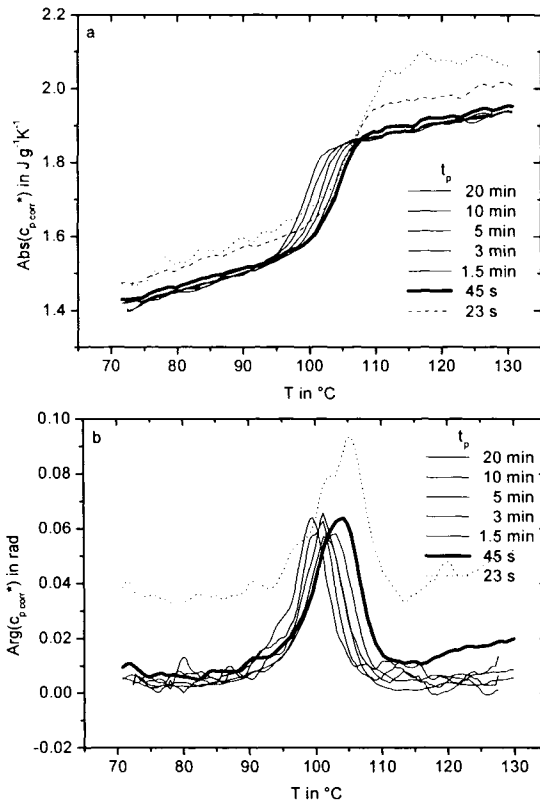 a
2.2
2.0
1.8
1.6
1.4
Abs(c_p corr*) in J g⁻¹K⁻¹
t_p
20 min
10 min
5 min
3 min
1.5 min
45 s
23 s
70 80 90 100 110 120 130
T in °C
b
0.10
0.08
0.06
0.04
0.02
0.00
-0.02
Arg(c_p corr*) in rad
t_p
20 min
10 min
5 min
3 min
1.5 min
45 s
23 s
70 80 90 100 110 120 130
T in °C